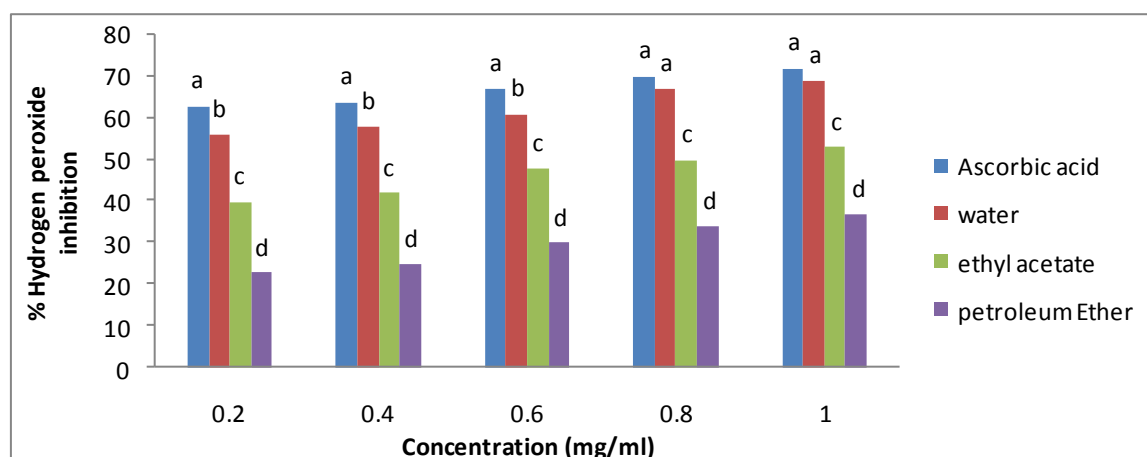 % Hydrogen peroxide
inhibition
80
70
60
50
40
30
20
10
0
a b c d
a b c d
a b c d
a a c d
a a c d
0.2 0.4 0.6 0.8 1
Concentration (mg/ml)
Ascorbic acid
water
ethyl acetate
petroleum Ether